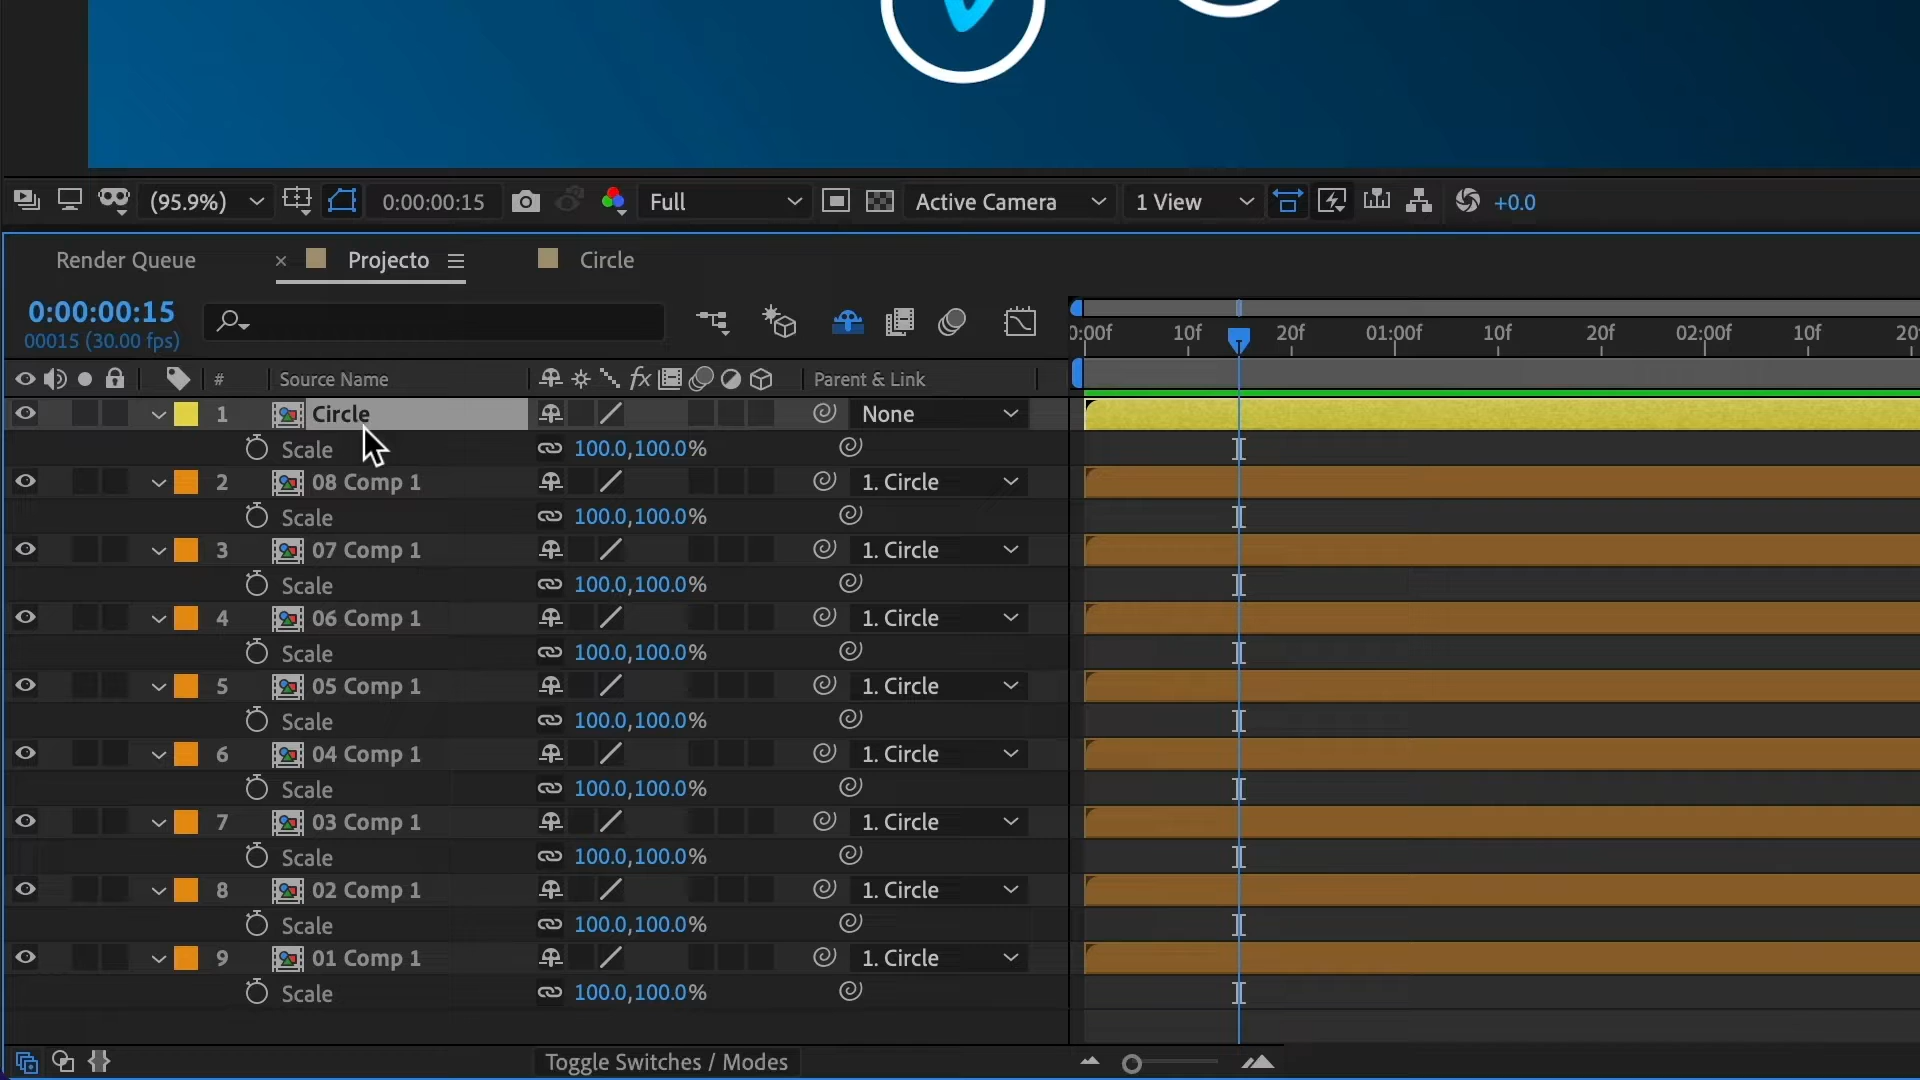 (95.9%) 0:00:00:15 Full Active Camera 1 View +0.0
Render Queue × Projecto Circle
0:00:00:15
00015 (30.00 fps)
0:00f 10f 20f 01:00f 10f 20f 02:00f 10f 20
# Source Name fx Parent & Link
1 Circle None
Scale 100.0,100.0%
2 08 Comp 1 1. Circle
Scale 100.0,100.0%
3 07 Comp 1 1. Circle
Scale 100.0,100.0%
4 06 Comp 1 1. Circle
Scale 100.0,100.0%
5 05 Comp 1 1. Circle
Scale 100.0,100.0%
6 04 Comp 1 1. Circle
Scale 100.0,100.0%
7 03 Comp 1 1. Circle
Scale 100.0,100.0%
8 02 Comp 1 1. Circle
Scale 100.0,100.0%
9 01 Comp 1 1. Circle
Scale 100.0,100.0%
Toggle Switches / Modes